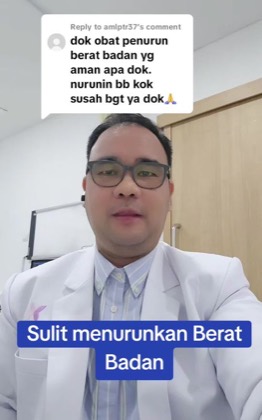 Reply to amiptr37's comment
dok obat penurun
berat badan yg
aman apa dok.
nurunin bb kok
susah bgt ya dok🙏
Sulit menurunkan Berat
Badan